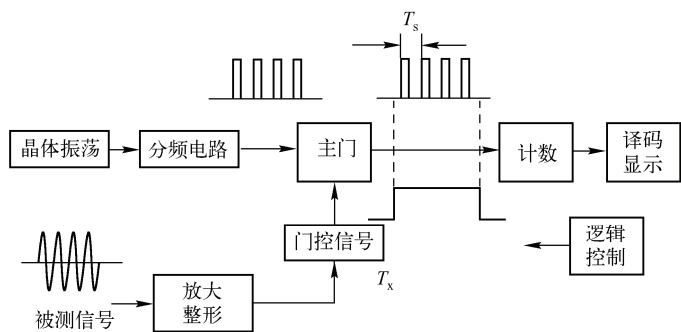 Ts
晶体振荡
分频电路
主门
计数
译码
显示
门控信号
Tx
逻辑
控制
被测信号
放大
整形